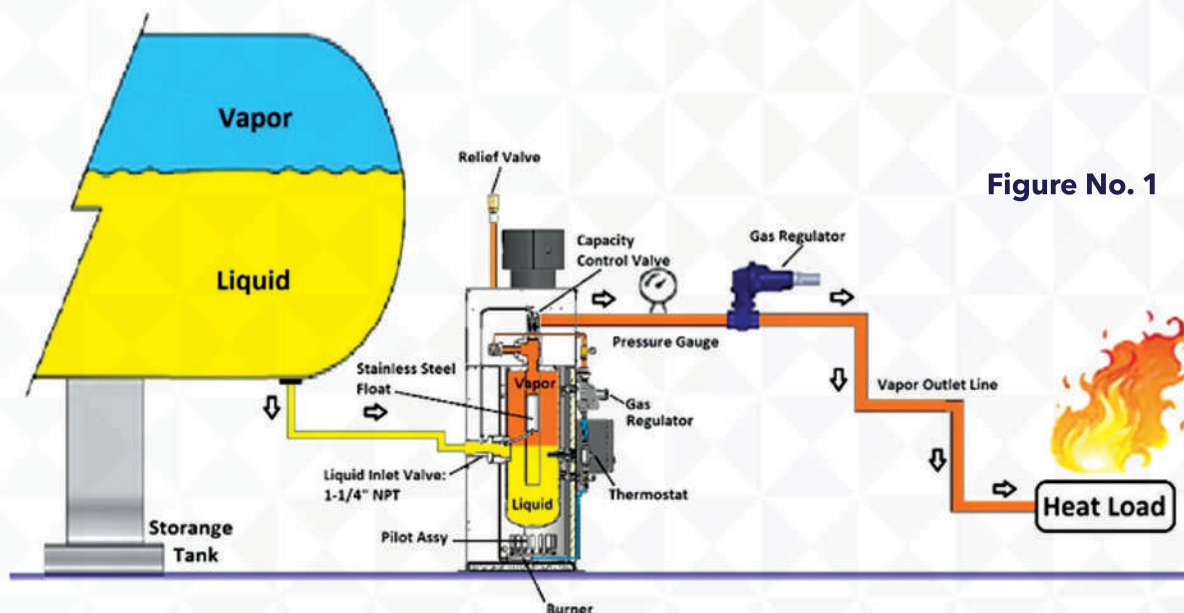 Vapor
Liquid
Storange
Tank
Relief Valve
Capacity
Control Valve
Stainless Steel
Float
Vapor
Liquid Inlet Valve:
1-1/4" NPT
Liquid
Pilot Assy
Burner
Pressure Gauge
Gas
Regulator
Thermostat
Gas Regulator
Figure No. 1
Vapor Outlet Line
Heat Load